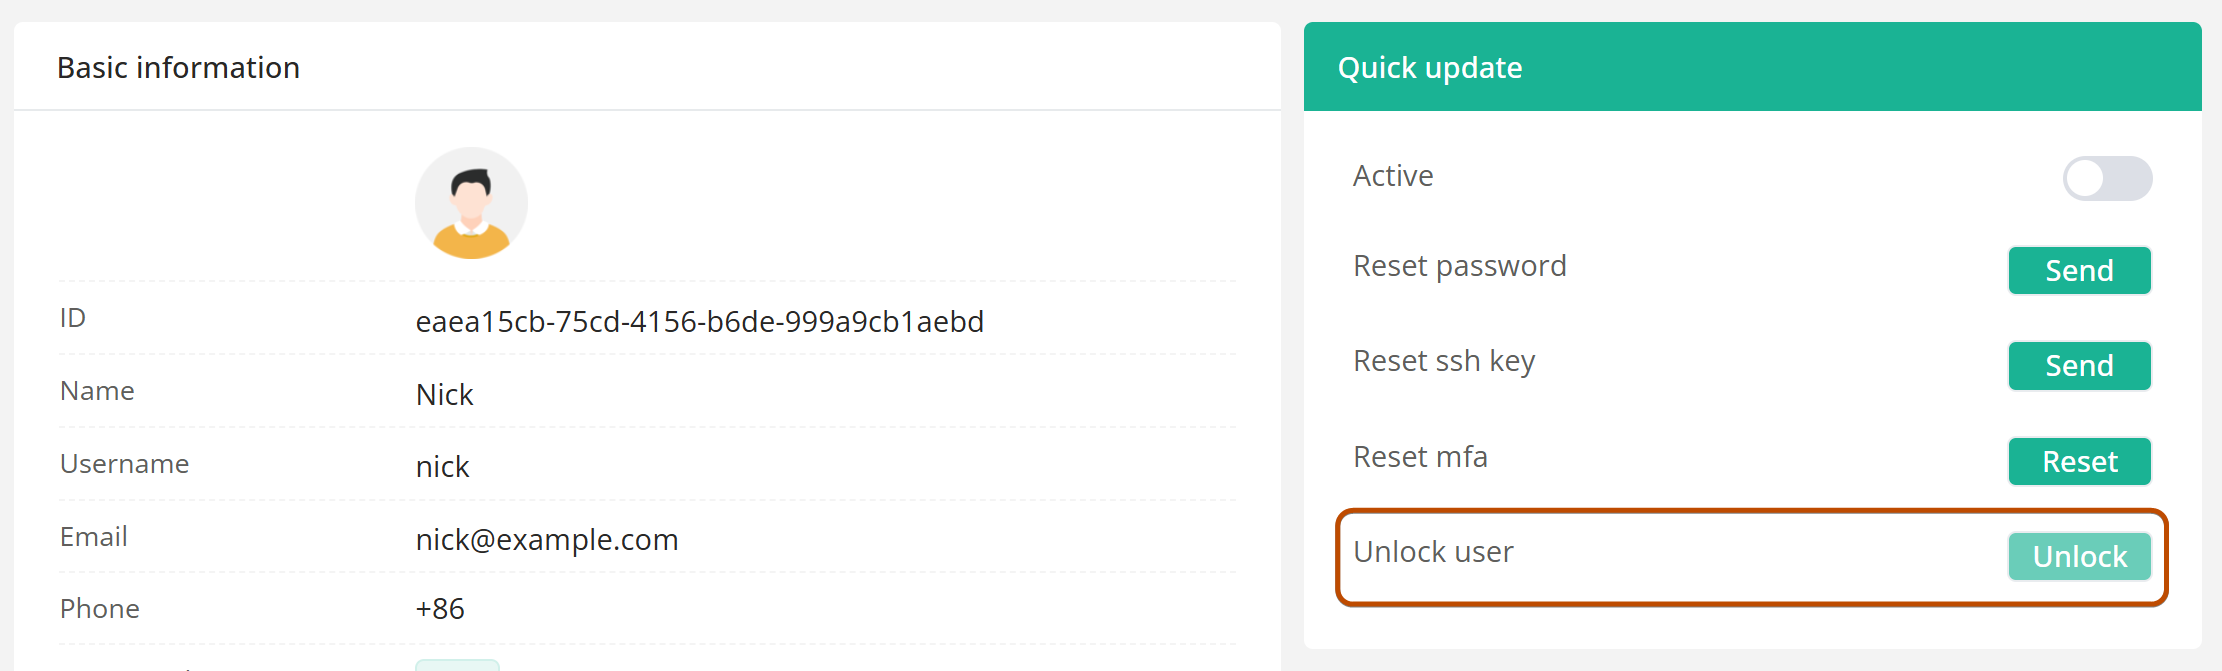 Basic information
ID
eaea15cb-75cd-4156-b6de-999a9cb1aebd
Name
Nick
Username
nick
Email
nick@example.com
Phone
+86
Quick update
Active
Reset password
Send
Reset ssh key
Send
Reset mfa
Reset
Unlock user
Unlock